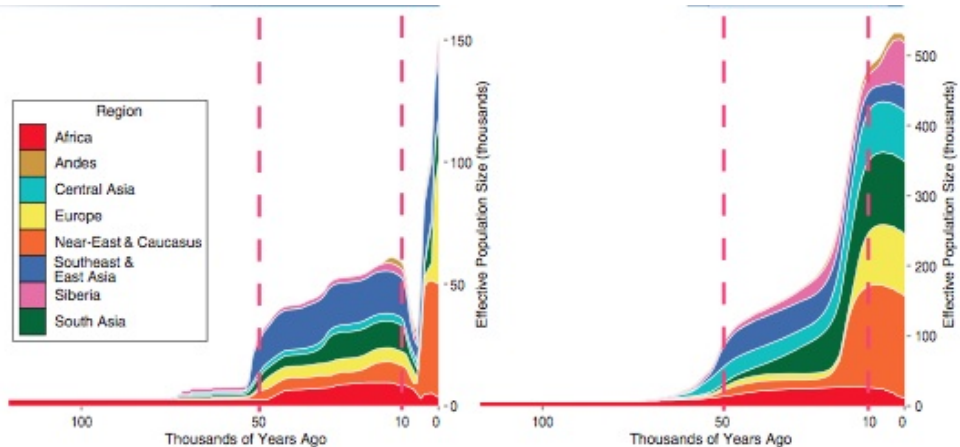 Region
Africa
Andes
Central Asia
Europe
Near-East & Caucasus
Southeast &
East Asia
Siberia
South Asia
150
100
50
0
Effective Population Size (thousands)
100
50
10
0
Thousands of Years Ago
500
400
300
200
100
0
Effective Population Size (thousands)
100
50
10
0
Thousands of Years Ago